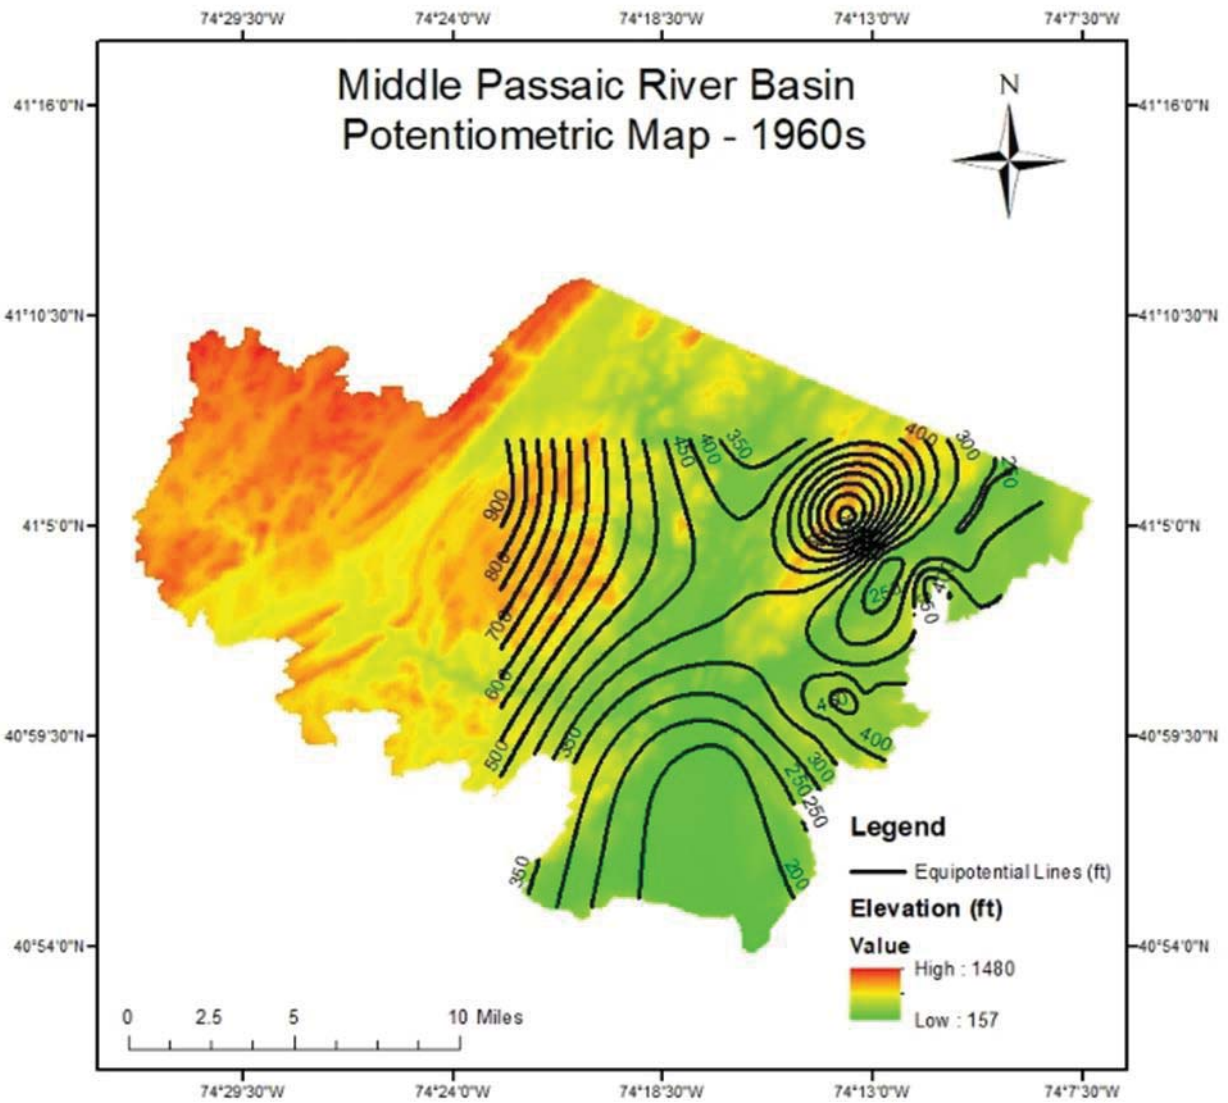 74°29'30"W 74°24'0"W 74°18'30"W 74°13'0"W 74°7'30"W
Middle Passaic River Basin
Potentiometric Map - 1960s
N
41°16'0"N 41°16'0"N
41°10'30"N 41°10'30"N
450 400 350 400 300
900
41°5'0"N 41°5'0"N
800
250
700
600
400
40°59'30"N 40°59'30"N
500 350 300 400
250
250
Legend
350 200
Equipotential Lines (ft)
Elevation (ft)
Value
40°54'0"N 40°54'0"N
High : 1480
Low : 157
0 2.5 5 10 Miles
74°29'30"W 74°24'0"W 74°18'30"W 74°13'0"W 74°7'30"W